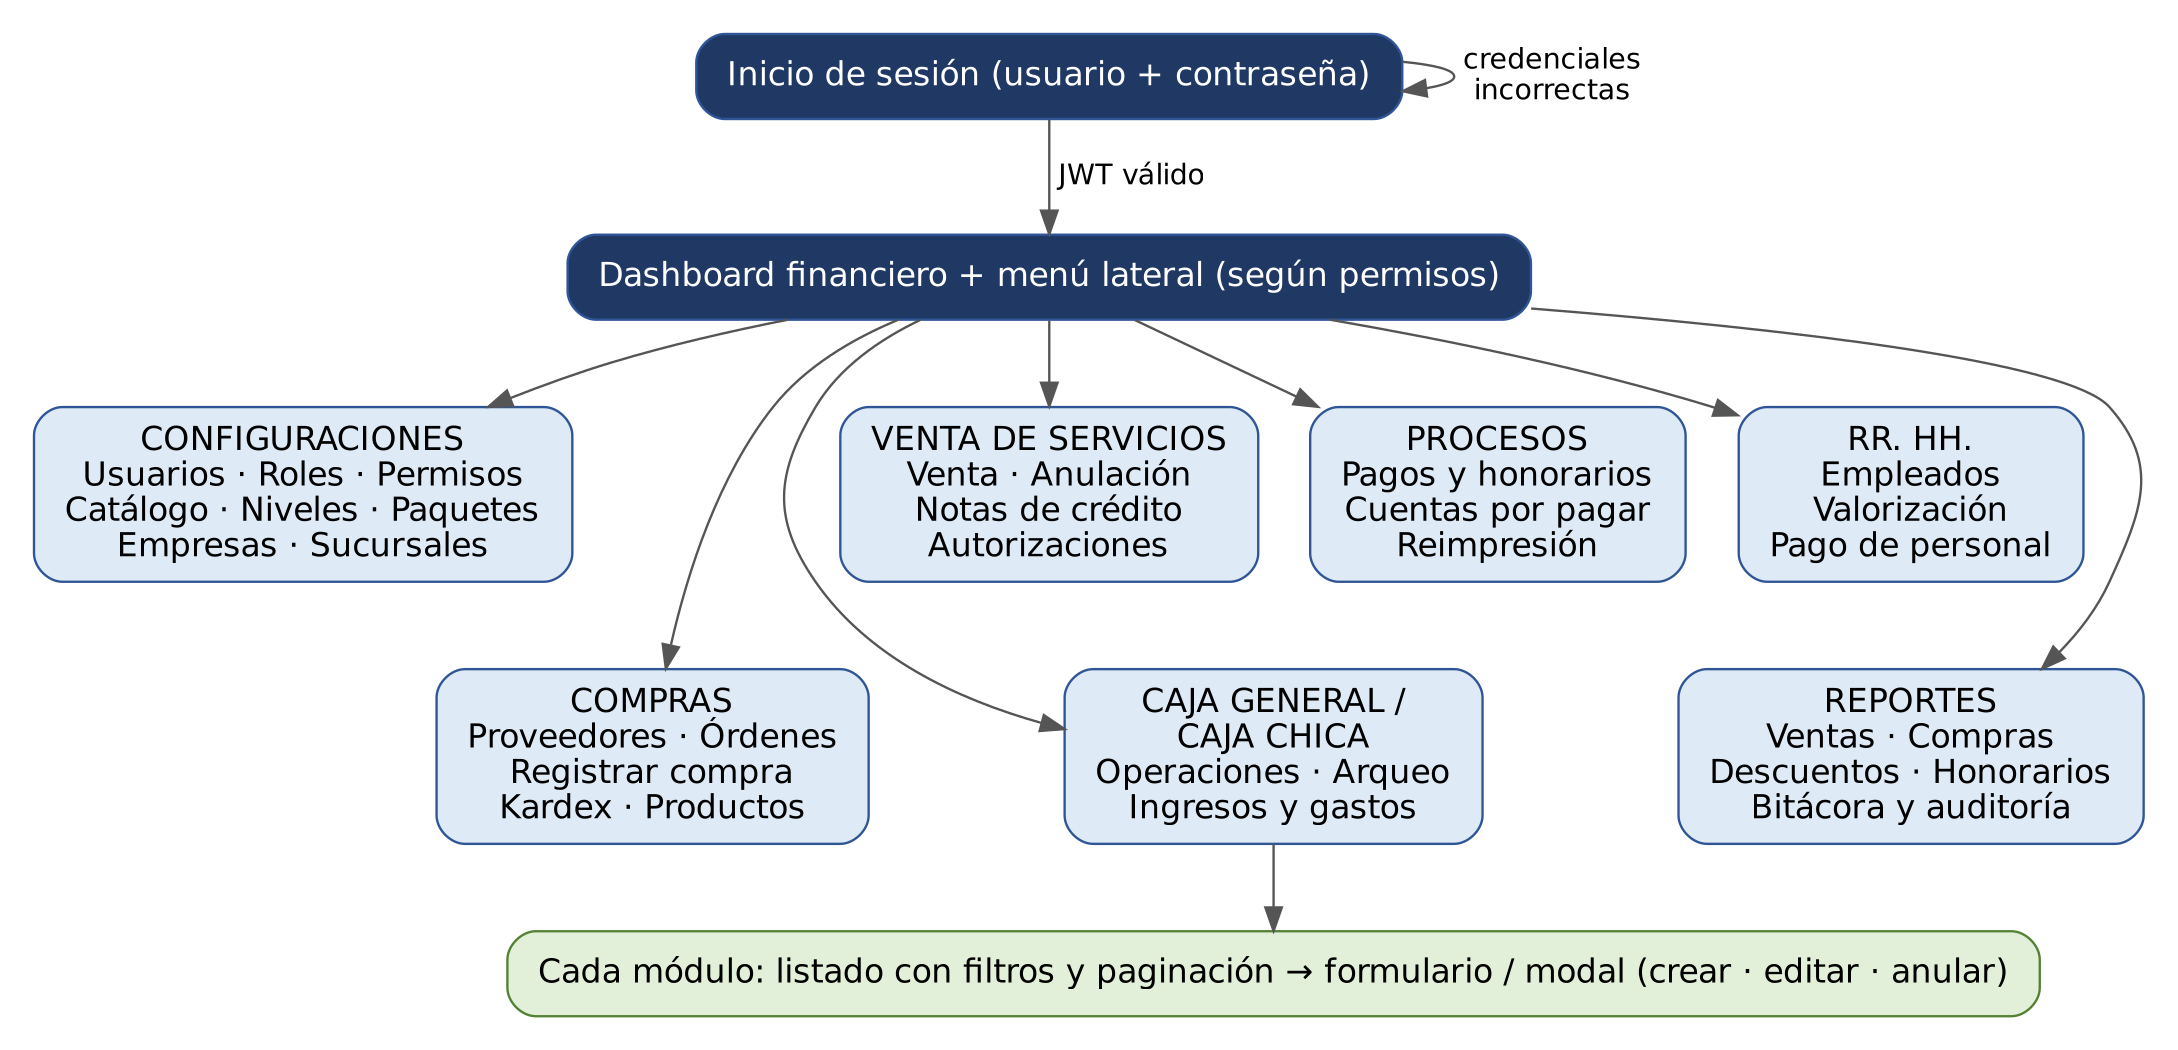 Inicio de sesión (usuario + contraseña)
credenciales
incorrectas
JWT válido
Dashboard financiero + menú lateral (según permisos)
CONFIGURACIONES
Usuarios · Roles · Permisos
Catálogo · Niveles · Paquetes
Empresas · Sucursales
VENTA DE SERVICIOS
Venta · Anulación
Notas de crédito
Autorizaciones
PROCESOS
Pagos y honorarios
Cuentas por pagar
Reimpresión
RR. HH.
Empleados
Valorización
Pago de personal
COMPRAS
Proveedores · Órdenes
Registrar compra
Kardex · Productos
CAJA GENERAL /
CAJA CHICA
Operaciones · Arqueo
Ingresos y gastos
REPORTES
Ventas · Compras
Descuentos · Honorarios
Bitácora y auditoría
Cada módulo: listado con filtros y paginación → formulario / modal (crear · editar · anular)